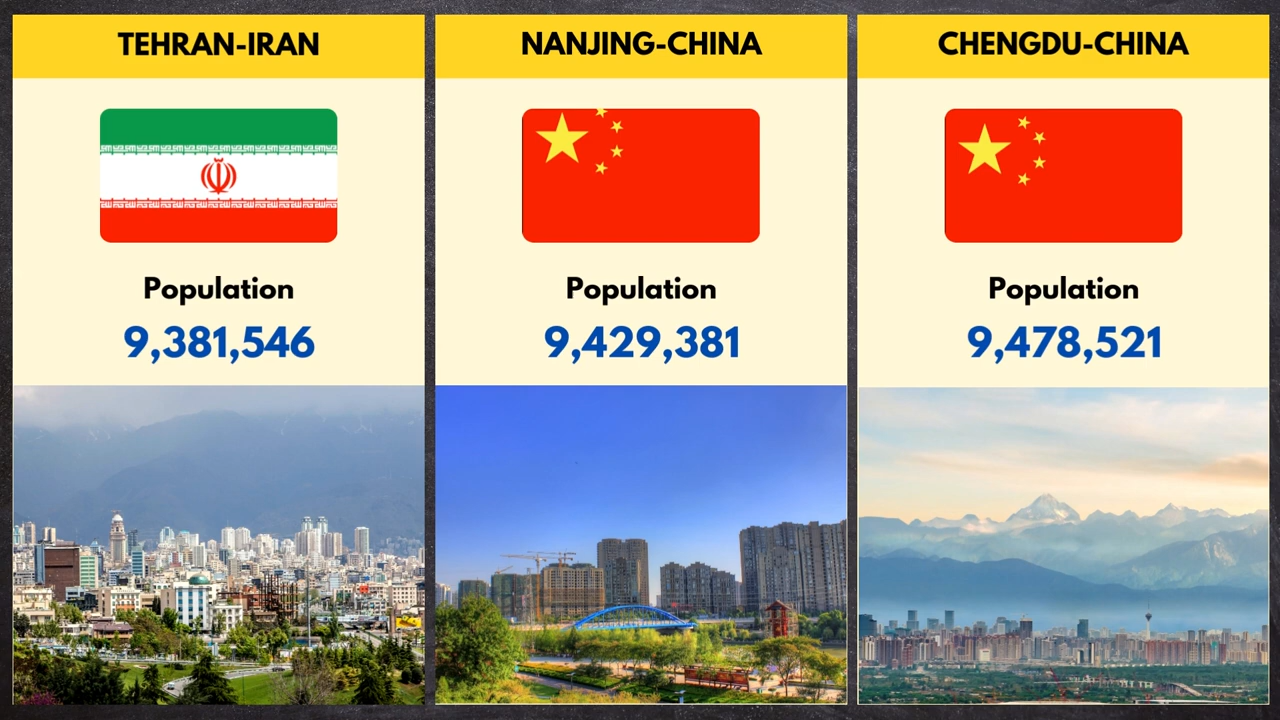 TEHRAN-IRAN
Population
9,381,546
NANJING-CHINA
Population
9,429,381
CHENGDU-CHINA
Population
9,478,521